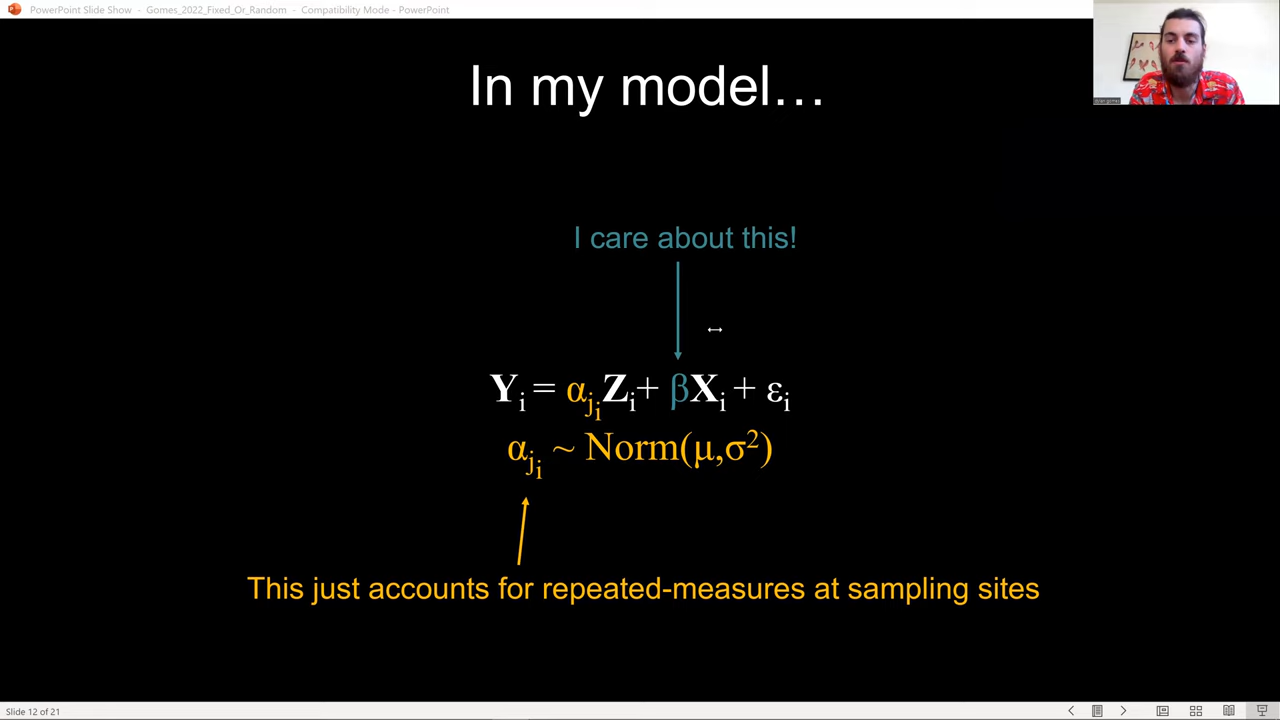 PowerPoint Slide Show - Gomes_2022_Fixed_Or_Random - Compatibility Mode - PowerPoint
In my model…
I care about this!
Yᵢ = αⱼᵢZᵢ+ βXᵢ + εᵢ
αⱼᵢ ~ Norm(μ,σ²)
This just accounts for repeated-measures at sampling sites
Slide 12 of 21